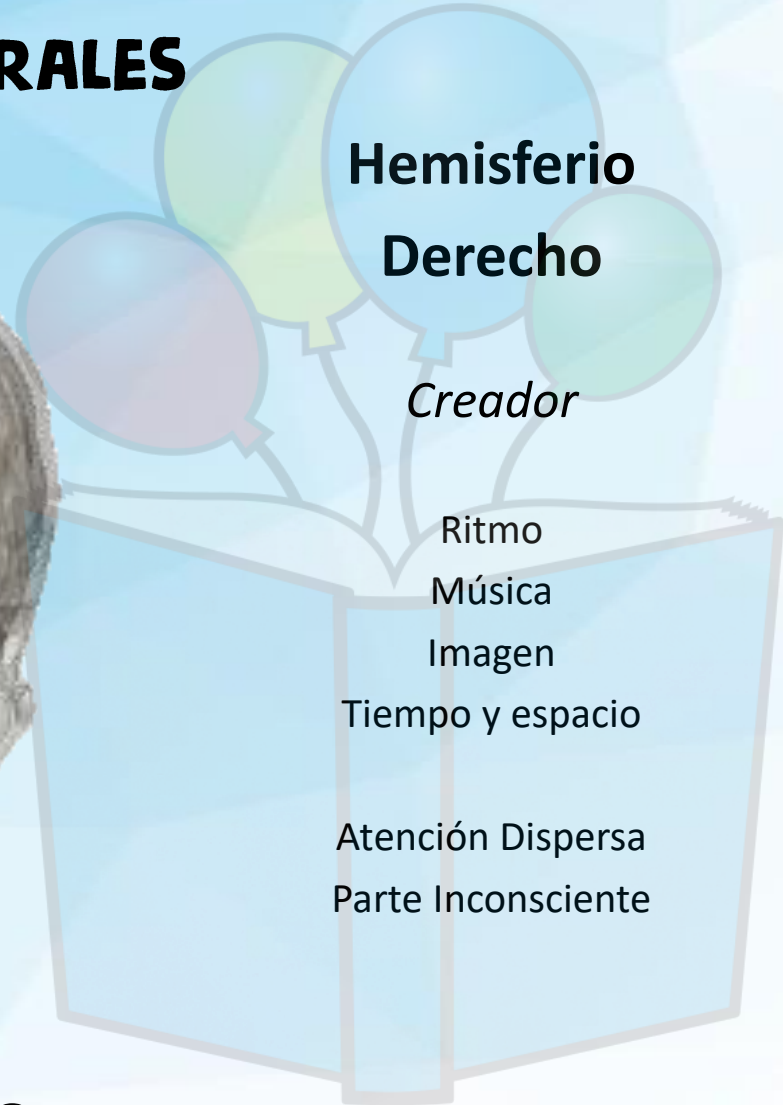 RALES
Hemisferio
Derecho
Creador
Ritmo
Música
Imagen
Tiempo y espacio
Atención Dispersa
Parte Inconsciente